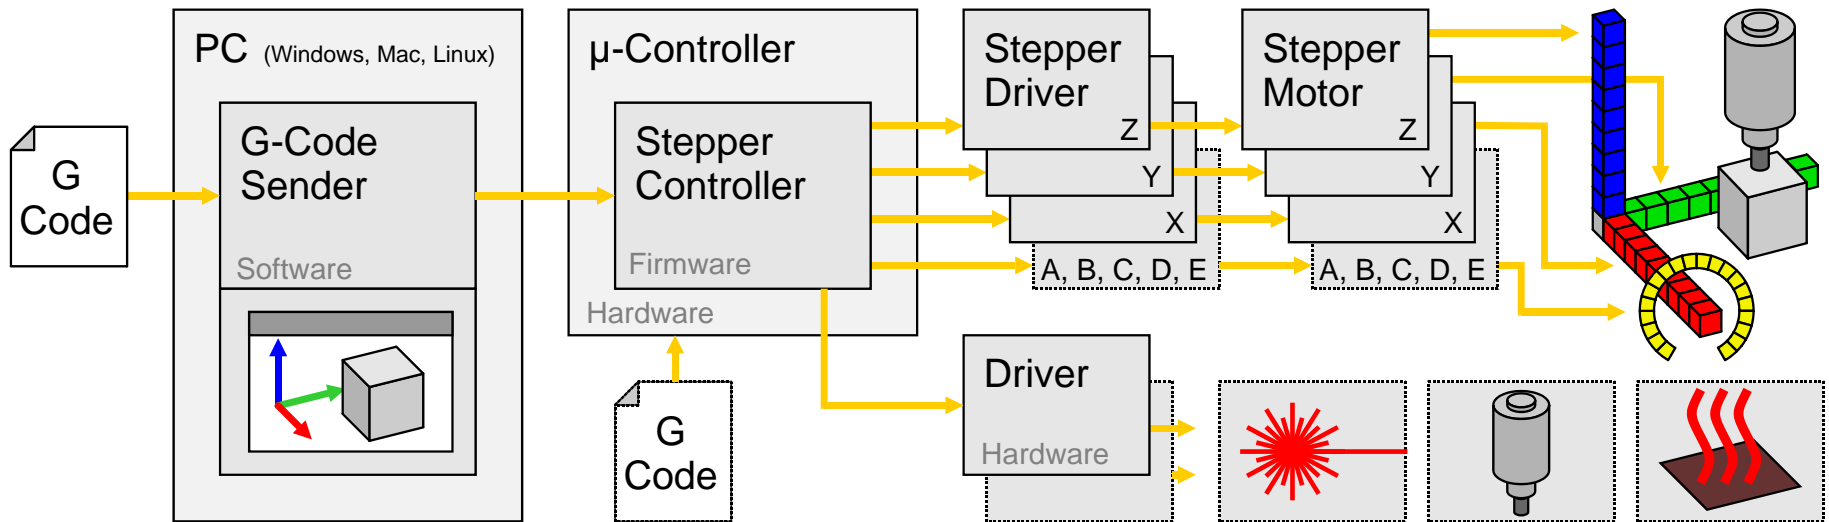 G
Code
PC (Windows, Mac, Linux)
G-Code
Sender
Software
µ-Controller
Stepper
Controller
Firmware
Hardware
G
Code
Stepper
Driver
Z
Y
X
A, B, C, D, E
Stepper
Motor
Z
Y
X
A, B, C, D, E
Driver
Hardware